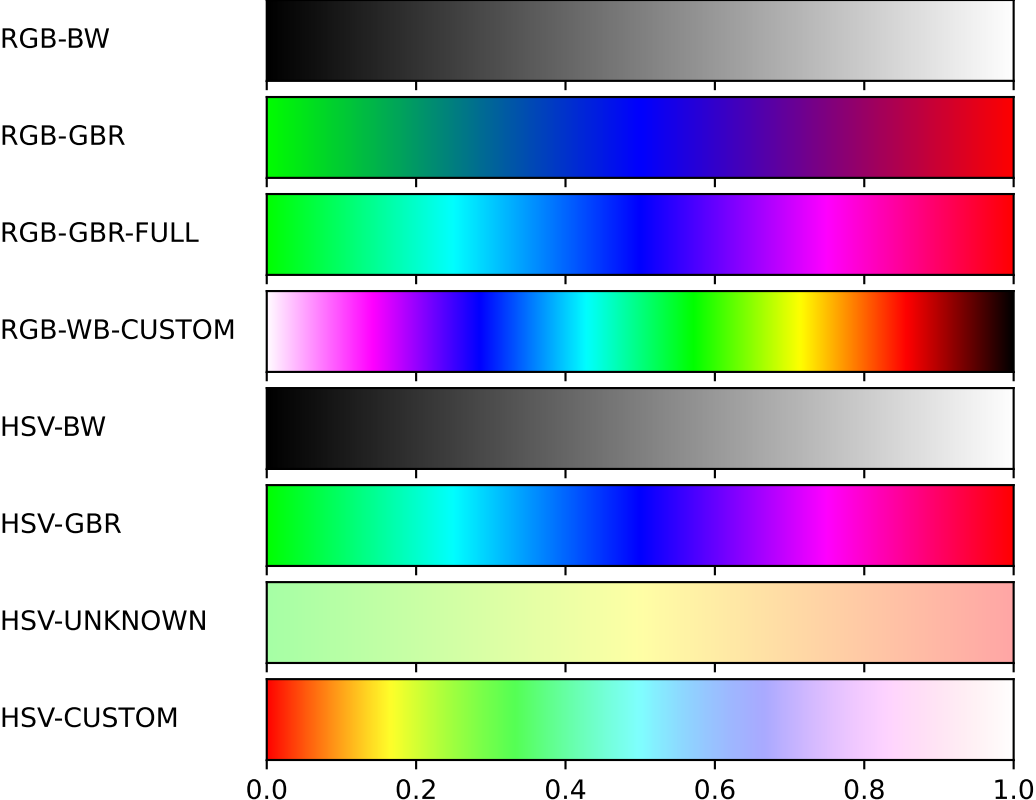 RGB-BW
RGB-GBR
RGB-GBR-FULL
RGB-WB-CUSTOM
HSV-BW
HSV-GBR
HSV-UNKNOWN
HSV-CUSTOM
0.0 0.2 0.4 0.6 0.8 1.0